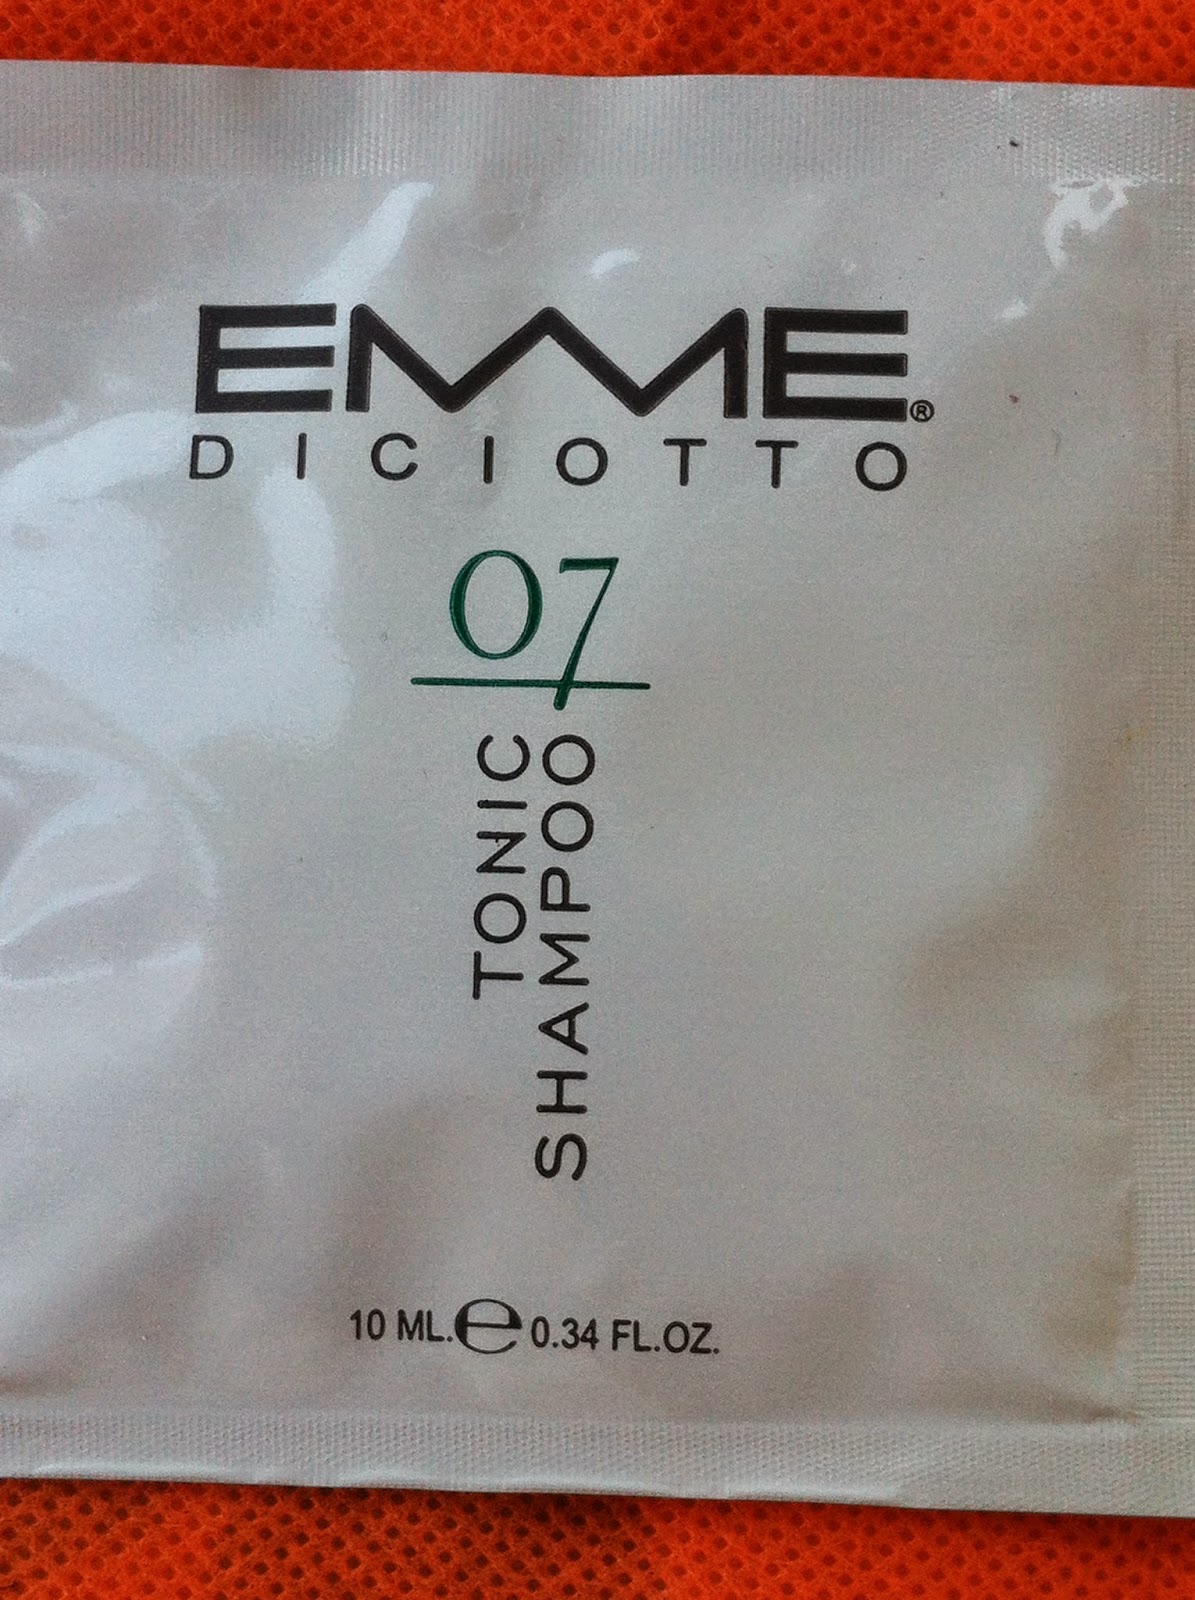 EMME®
DICIOTTO
07
TONIC
SHAMPOO
10 ML.e 0.34 FL.OZ.